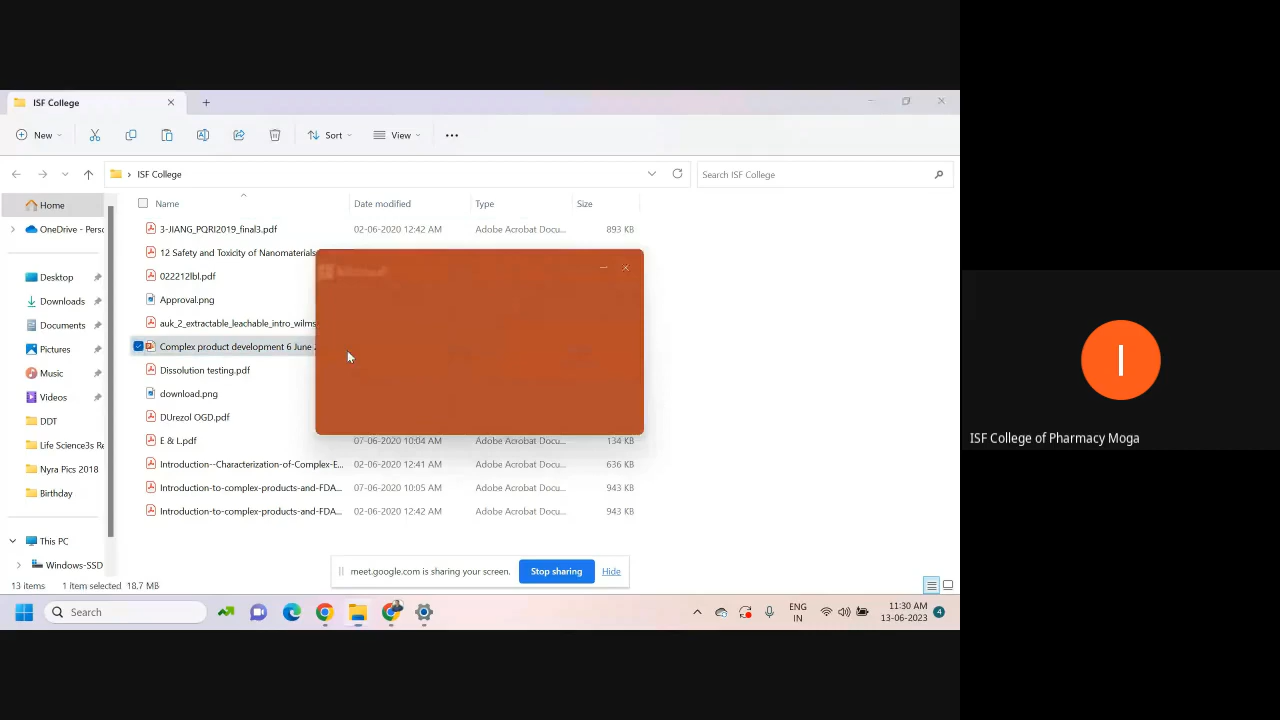 ISF College
New
Sort
View
ISF College
Search ISF College
Home
OneDrive - Persc
Desktop
Downloads
Documents
Pictures
Music
Videos
DDT
Life Science3s Re
Nyra Pics 2018
Birthday
This PC
Windows-SSD
Name Date modified Type Size
3-JIANG_PQRI2019_final3.pdf 02-06-2020 12:42 AM Adobe Acrobat Docu... 893 KB
12 Safety and Toxicity of Nanomaterials
022212lbl.pdf
Approval.png
auk_2_extractable_leachable_intro_wilms
Complex product development 6 June
Dissolution testing.pdf
download.png
DUrezol OGD.pdf
E & L.pdf 07-06-2020 10:04 AM Adobe Acrobat Docu... 134 KB
Introduction--Characterization-of-Complex-E... 02-06-2020 12:41 AM Adobe Acrobat Docu... 636 KB
Introduction-to-complex-products-and-FDA... 07-06-2020 10:05 AM Adobe Acrobat Docu... 943 KB
Introduction-to-complex-products-and-FDA... 02-06-2020 12:42 AM Adobe Acrobat Docu... 943 KB
meet.google.com is sharing your screen. Stop sharing Hide
13 items 1 item selected 18.7 MB
Search
ENG
IN
11:30 AM
13-06-2023
4
I
ISF College of Pharmacy Moga